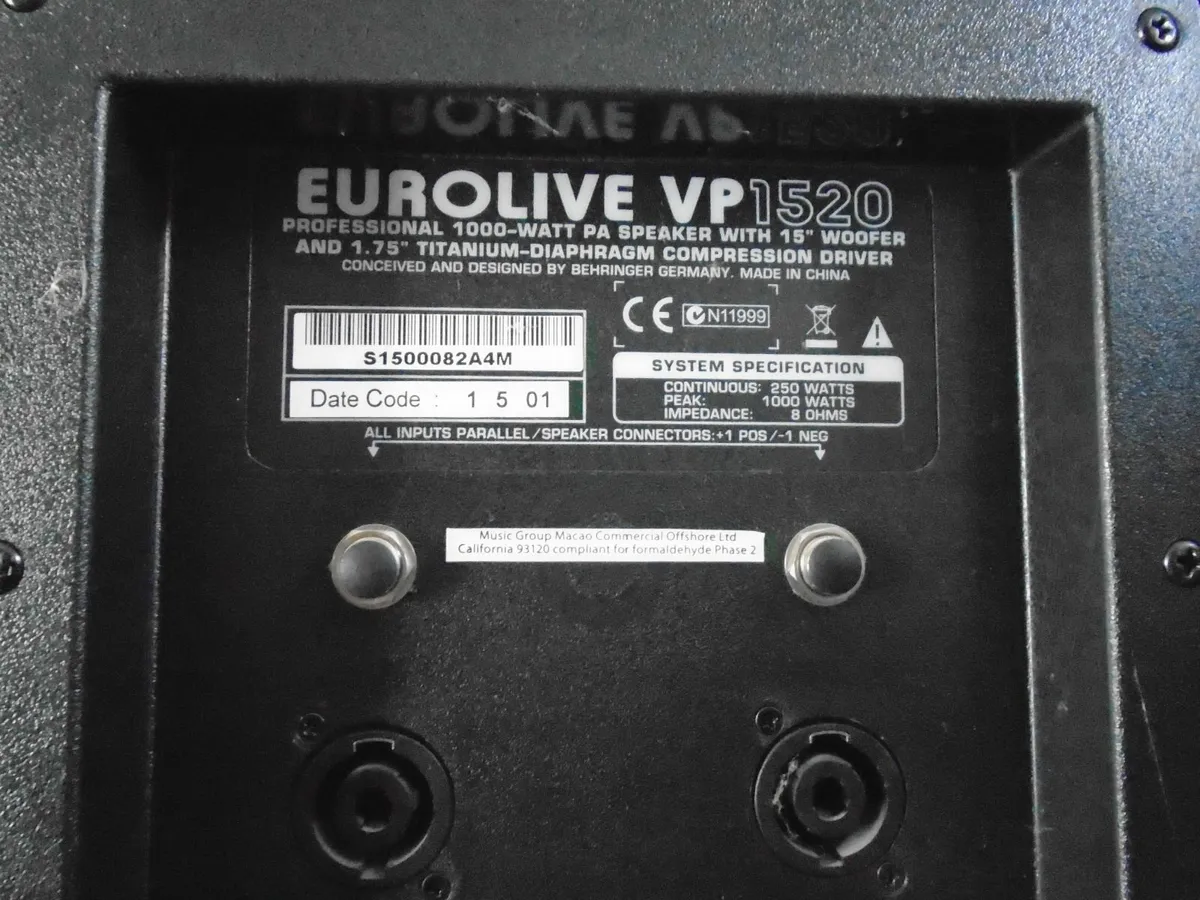 EUROLIVE VP1520
PROFESSIONAL 1000-WATT PA SPEAKER WITH 15" WOOFER
AND 1.75" TITANIUM-DIAPHRAGM COMPRESSION DRIVER
CONCEIVED AND DESIGNED BY BEHRINGER GERMANY. MADE IN CHINA
CE N11999
S1500082A4M
Date Code : 1 5 01
SYSTEM SPECIFICATION
CONTINUOUS: 250 WATTS
PEAK: 1000 WATTS
IMPEDANCE: 8 OHMS
ALL INPUTS PARALLEL/SPEAKER CONNECTORS:+1 POS/-1 NEG
Music Group Macao Commercial Offshore Ltd
California 93120 compliant for formaldehyde Phase 2